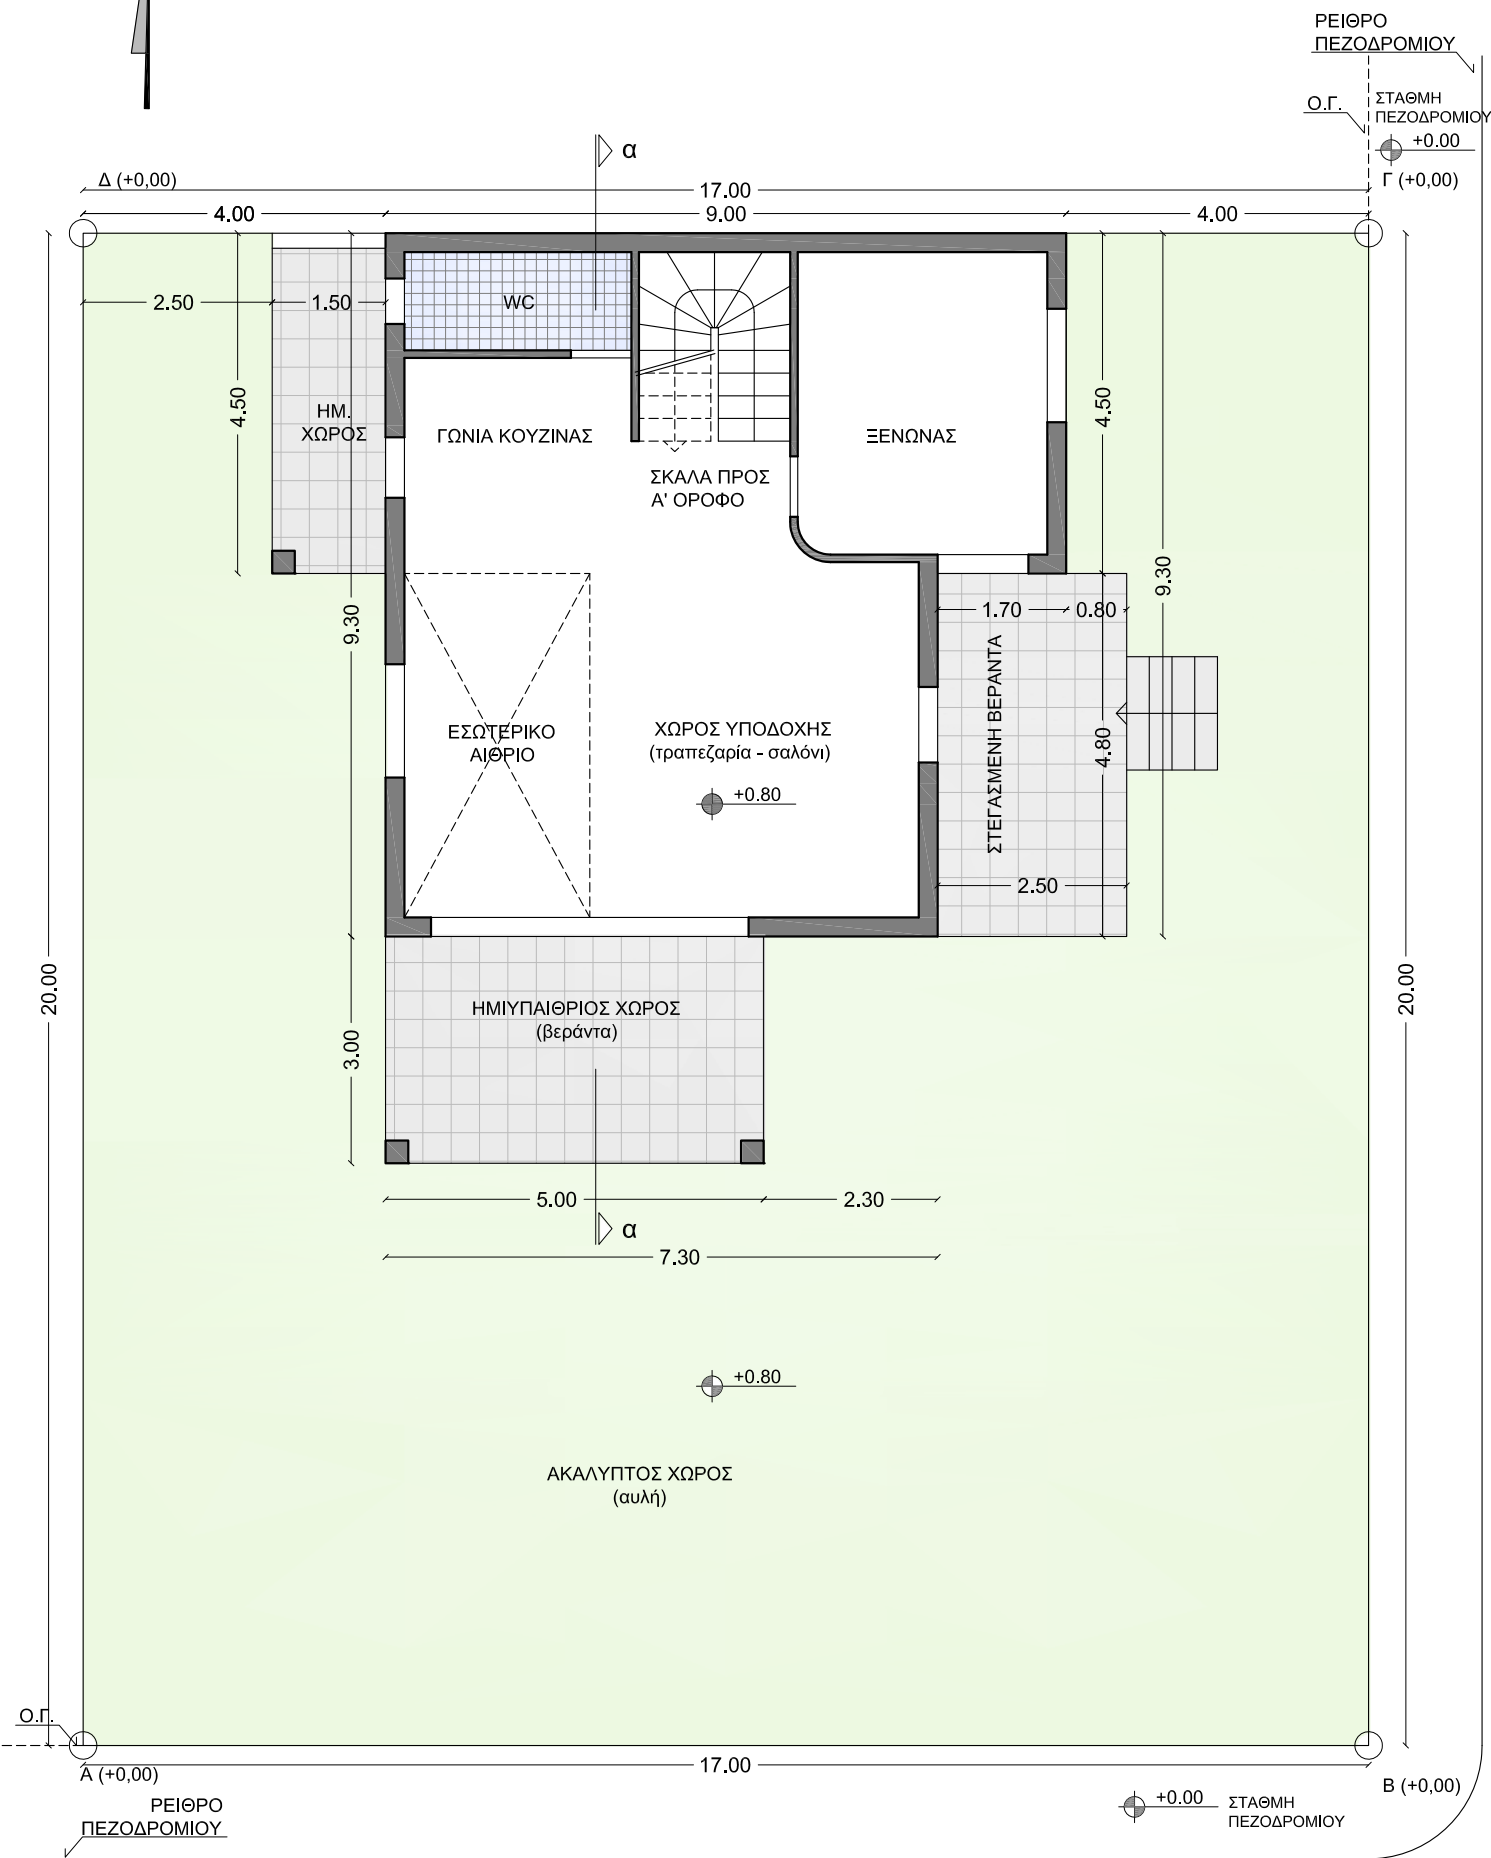 ΡΕΙΘΡΟ
ΠΕΖΟΔΡΟΜΙΟΥ
Ο.Γ.
ΣΤΑΘΜΗ
ΠΕΖΟΔΡΟΜΙΟΥ
+0.00
α
Δ (+0,00)
Γ (+0,00)
17.00
4.00
9.00
4.00
2.50
1.50
WC
4.50
4.50
ΗΜ.
ΧΩΡΟΣ
ΓΩΝΙΑ ΚΟΥΖΙΝΑΣ
ΞΕΝΩΝΑΣ
ΣΚΑΛΑ ΠΡΟΣ
Α' ΟΡΟΦΟ
9.30
9.30
1.70
0.80
ΣΤΕΓΑΣΜΕΝΗ ΒΕΡΑΝΤΑ
4.80
ΕΣΩΤΕΡΙΚΟ
ΑΙΘΡΙΟ
ΧΩΡΟΣ ΥΠΟΔΟΧΗΣ
(τραπεζαρία - σαλόνι)
+0.80
2.50
20.00
20.00
ΗΜΙΥΠΑΙΘΡΙΟΣ ΧΩΡΟΣ
(βεράντα)
3.00
5.00
2.30
α
7.30
+0.80
ΑΚΑΛΥΠΤΟΣ ΧΩΡΟΣ
(αυλή)
Ο.Γ.
17.00
Α (+0,00)
Β (+0,00)
ΡΕΙΘΡΟ
ΠΕΖΟΔΡΟΜΙΟΥ
+0.00
ΣΤΑΘΜΗ
ΠΕΖΟΔΡΟΜΙΟΥ